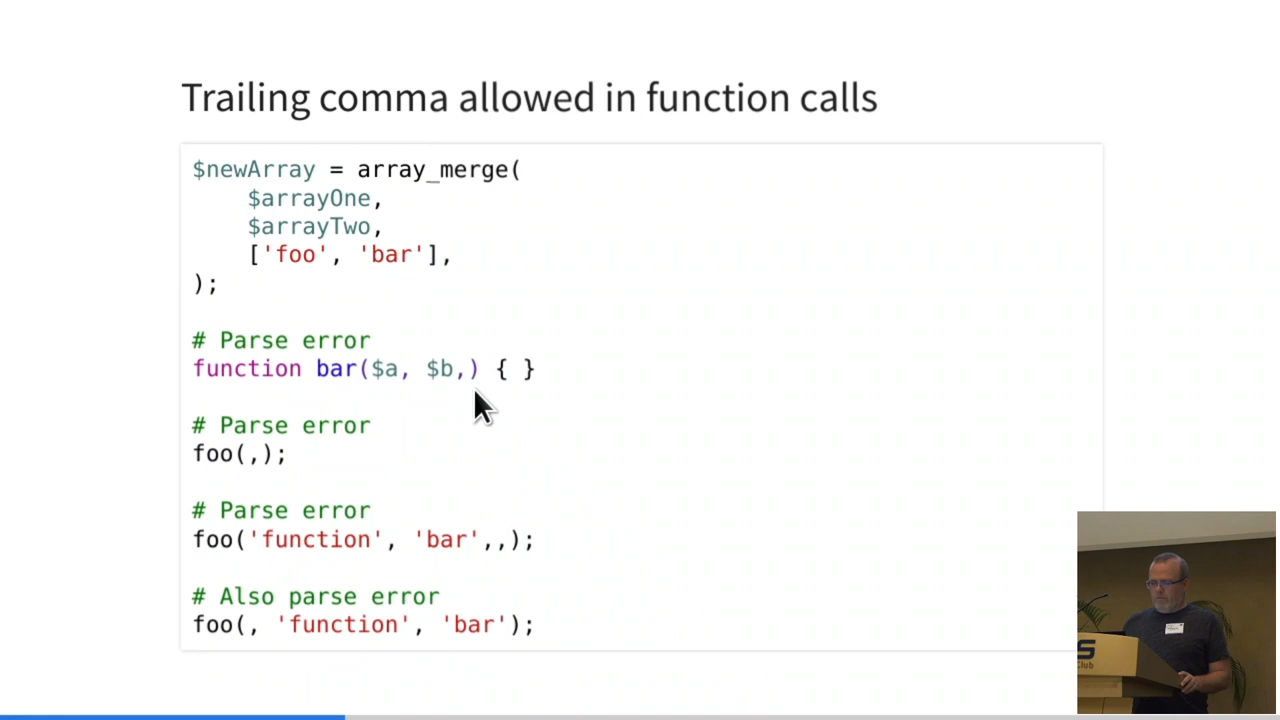 Trailing comma allowed in function calls
$newArray = array_merge(
    $arrayOne,
    $arrayTwo,
    ['foo', 'bar'],
);
# Parse error
function bar($a, $b,) { }
# Parse error
foo(,);
# Parse error
foo('function', 'bar',,);
# Also parse error
foo(, 'function', 'bar');
S
Club